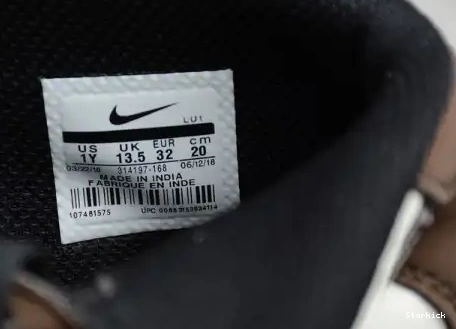 LU1
US UK EUR cm
1Y 13.5 32 20
03/22/18 314197-168 06/12/18
MADE IN INDIA
FABRIQUE EN INDE
107481575 UPC
Starkick